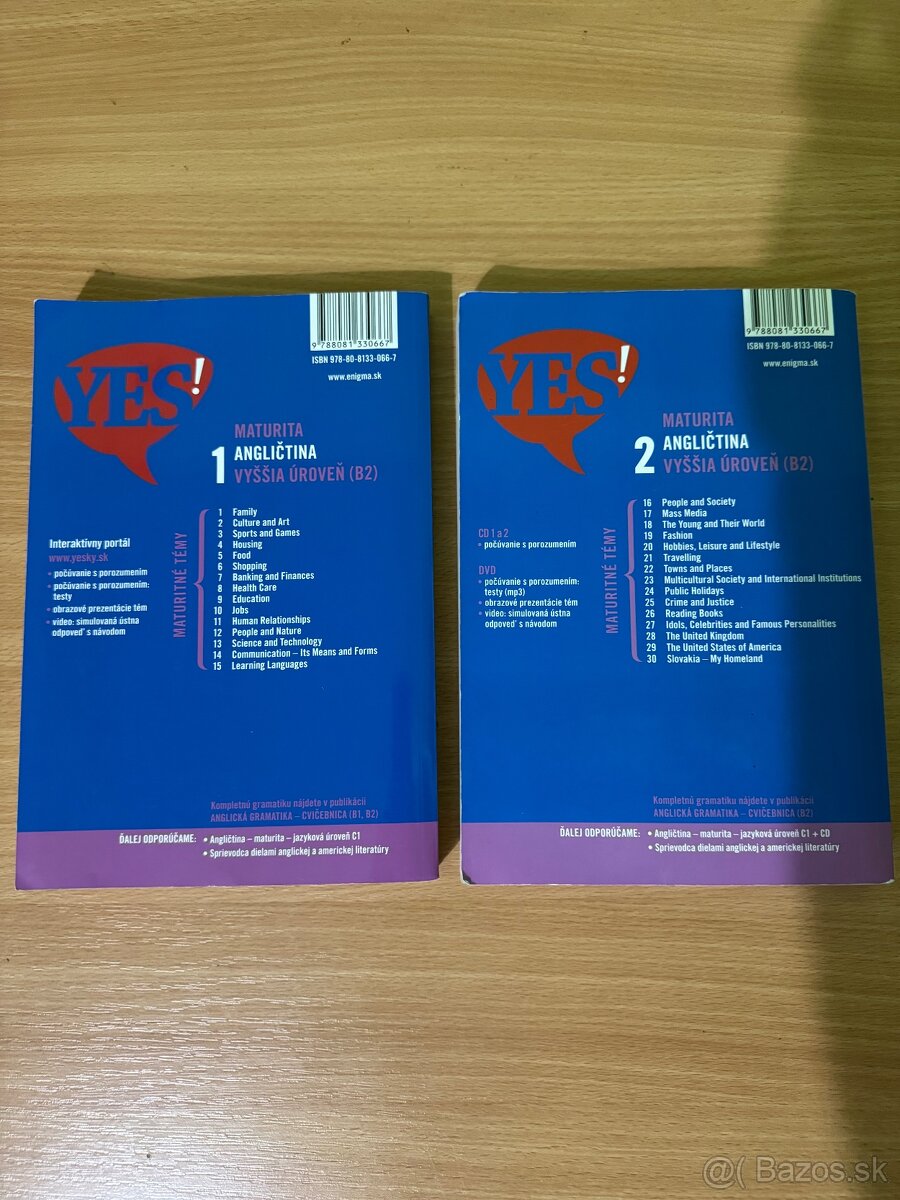 9 788081 330667
ISBN 978-80-8133-066-7
www.enigma.sk
YES!
MATURITA
1 ANGLIČTINA
VYŠŠIA ÚROVEŇ (B2)
Interaktívny portál
www.yesky.sk
• počúvanie s porozumením
• počúvanie s porozumením:
testy
• obrazové prezentácie tém
• video: simulovaná ústna
odpoveď s návodom
MATURITNÉ TÉMY
1 Family
2 Culture and Art
3 Sports and Games
4 Housing
5 Food
6 Shopping
7 Banking and Finances
8 Health Care
9 Education
10 Jobs
11 Human Relationships
12 People and Nature
13 Science and Technology
14 Communication – Its Means and Forms
15 Learning Languages
Kompletnú gramatiku nájdete v publikácii
ANGLICKÁ GRAMATIKA – CVIČEBNICA (B1, B2)
ĎALEJ ODPORÚČAME: • Angličtina – maturita – jazyková úroveň C1
• Sprievodca dielami anglickej a americkej literatúry
9 788081 330667
ISBN 978-80-8133-066-7
www.enigma.sk
YES!
MATURITA
2 ANGLIČTINA
VYŠŠIA ÚROVEŇ (B2)
CD 1 a 2
• počúvanie s porozumením
DVD
• počúvanie s porozumením:
testy (mp3)
• obrazové prezentácie tém
• video: simulovaná ústna
odpoveď s návodom
MATURITNÉ TÉMY
16 People and Society
17 Mass Media
18 The Young and Their World
19 Fashion
20 Hobbies, Leisure and Lifestyle
21 Travelling
22 Towns and Places
23 Multicultural Society and International Institutions
24 Public Holidays
25 Crime and Justice
26 Reading Books
27 Idols, Celebrities and Famous Personalities
28 The United Kingdom
29 The United States of America
30 Slovakia – My Homeland
Kompletnú gramatiku nájdete v publikácii
ANGLICKÁ GRAMATIKA – CVIČEBNICA (B2)
ĎALEJ ODPORÚČAME: • Angličtina – maturita – jazyková úroveň C1 + CD
• Sprievodca dielami anglickej a americkej literatúry
@( Bazos.sk